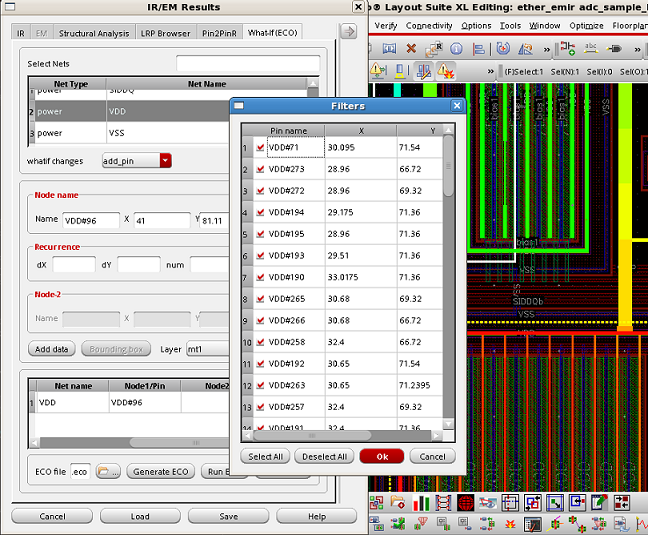 IR/EM Results
IR EM Structural Analysis LRP Browser Pin2PinR What-If(ECO)
Select Nets
Net Type Net Name
1 power SIDDQ
2 power VDD
3 power VSS
whatif changes add_pin
Node name
Name VDD#96 X 41 Y 81.11
Recurrence
dX dY num
Node-2
Name X Y
Add data Bounding box Layer mt1
Net name Node1/Pin Node2
1 VDD VDD#96
ECO file .eco ... Generate ECO Run E
Cancel Load Save Help
Filters
Pin name X Y
1 VDD#71 30.095 71.54
2 VDD#273 28.96 66.72
3 VDD#272 28.96 69.32
4 VDD#194 29.175 71.36
5 VDD#195 28.96 71.36
6 VDD#193 29.51 71.36
7 VDD#190 33.0175 71.36
8 VDD#265 30.68 69.32
9 VDD#266 30.68 66.72
10 VDD#258 32.4 66.72
11 VDD#192 30.65 71.54
12 VDD#263 30.65 71.2395
13 VDD#257 32.4 69.32
14 VDD#191 32.4 71.36
Select All Deselect All Ok Cancel
Layout Suite XL Editing: ether_emir adc_sample_
Verify Connectivity Options Tools Window Optimize Floorplan
(F)Select:1 Sel(N):1 Sel(I):0 Sel(O):1
bias1
VSS
bias1
VSS
VSS
SIDDQb
VSS